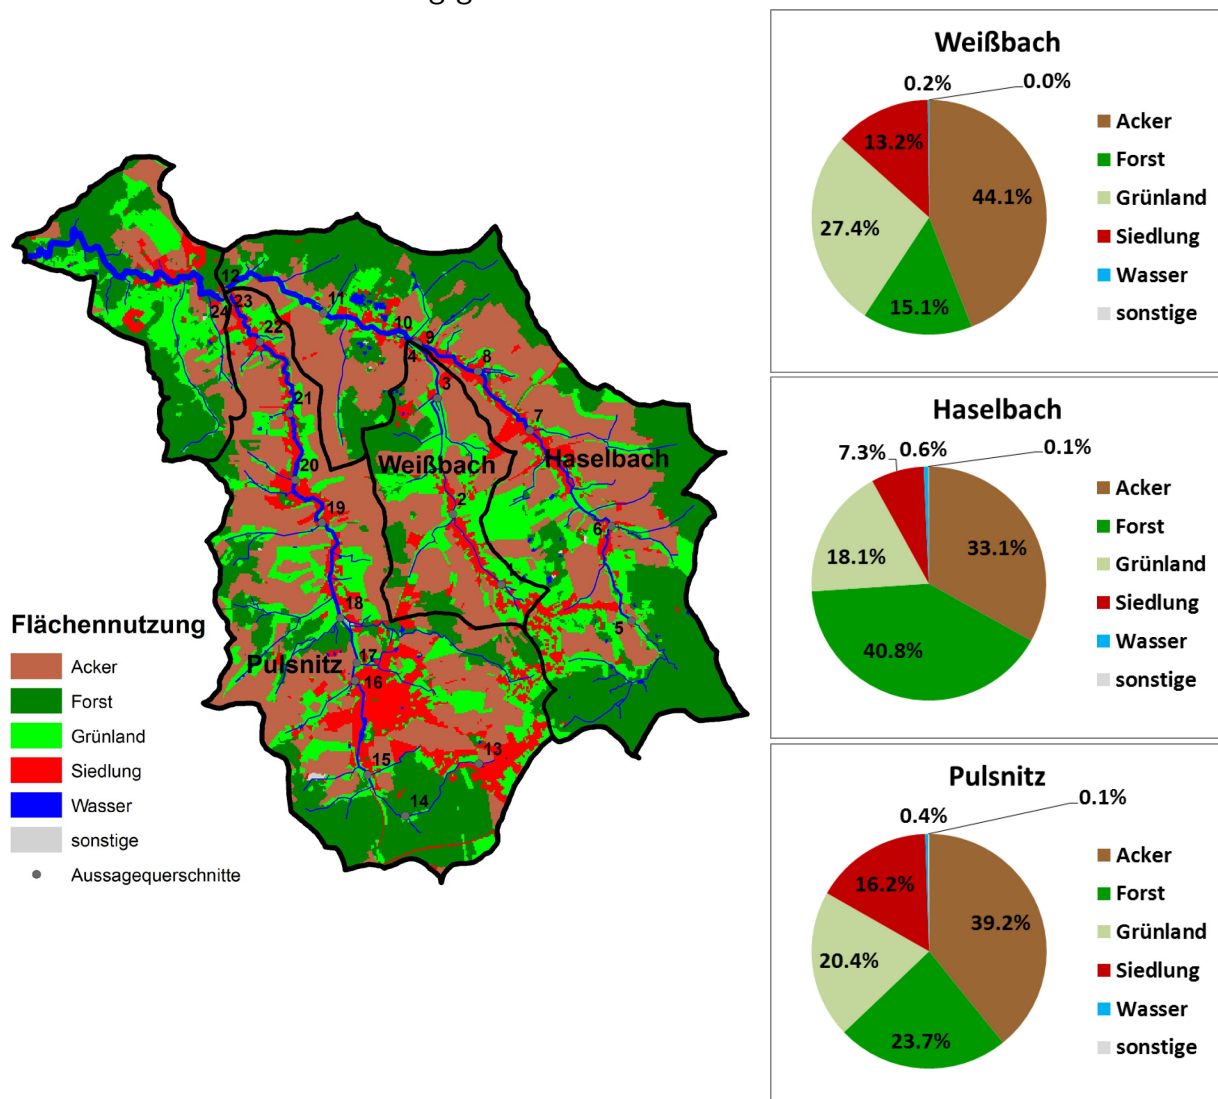 Weißbach
0.2%
0.0%
13.2%
44.1%
27.4%
15.1%
Acker
Forst
Grünland
Siedlung
Wasser
sonstige
Haselbach
7.3%
0.6%
0.1%
18.1%
33.1%
40.8%
Acker
Forst
Grünland
Siedlung
Wasser
sonstige
Pulsnitz
0.4%
0.1%
16.2%
39.2%
20.4%
23.7%
Acker
Forst
Grünland
Siedlung
Wasser
sonstige
12
23
24
22
11
10
9
4
8
3
21
7
20
Weißbach
Haselbach
19
2
6
18
5
Pulsnitz
17
16
15
13
14
Flächennutzung
Acker
Forst
Grünland
Siedlung
Wasser
sonstige
Aussagequerschnitte